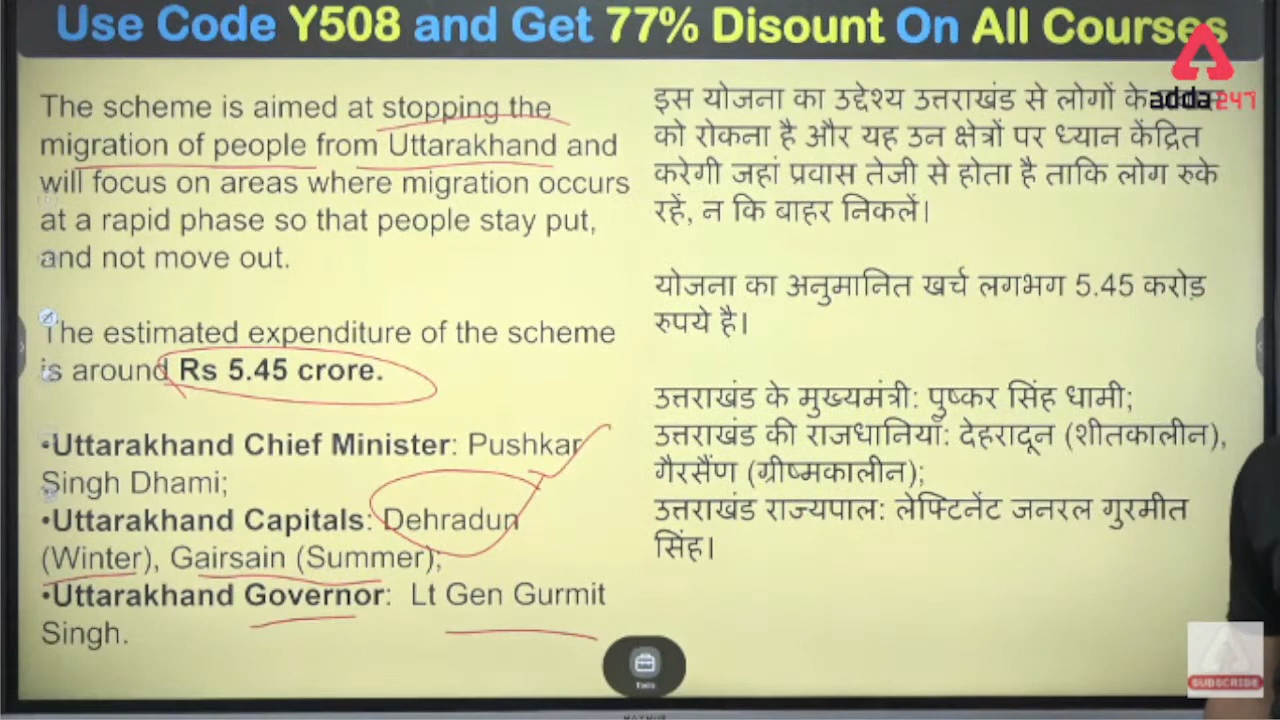 Use Code Y508 and Get 77% Disount On All Courses
adda247
The scheme is aimed at stopping the
migration of people from Uttarakhand and
will focus on areas where migration occurs
at a rapid phase so that people stay put,
and not move out.
The estimated expenditure of the scheme
is around Rs 5.45 crore.
•Uttarakhand Chief Minister: Pushkar
Singh Dhami;
•Uttarakhand Capitals: Dehradun
(Winter), Gairsain (Summer);
•Uttarakhand Governor: Lt Gen Gurmit
Singh.
इस योजना का उद्देश्य उत्तराखंड से लोगों के
को रोकना है और यह उन क्षेत्रों पर ध्यान केंद्रित
करेगी जहां प्रवास तेजी से होता है ताकि लोग रुके
रहें, न कि बाहर निकलें।
योजना का अनुमानित खर्च लगभग 5.45 करोड़
रुपये है।
उत्तराखंड के मुख्यमंत्री: पुष्कर सिंह धामी;
उत्तराखंड की राजधानियाँ: देहरादून (शीतकालीन),
गैरसैंण (ग्रीष्मकालीन);
उत्तराखंड राज्यपाल: लेफ्टिनेंट जनरल गुरमीत
सिंह।
Tools
SUBSCRIBE